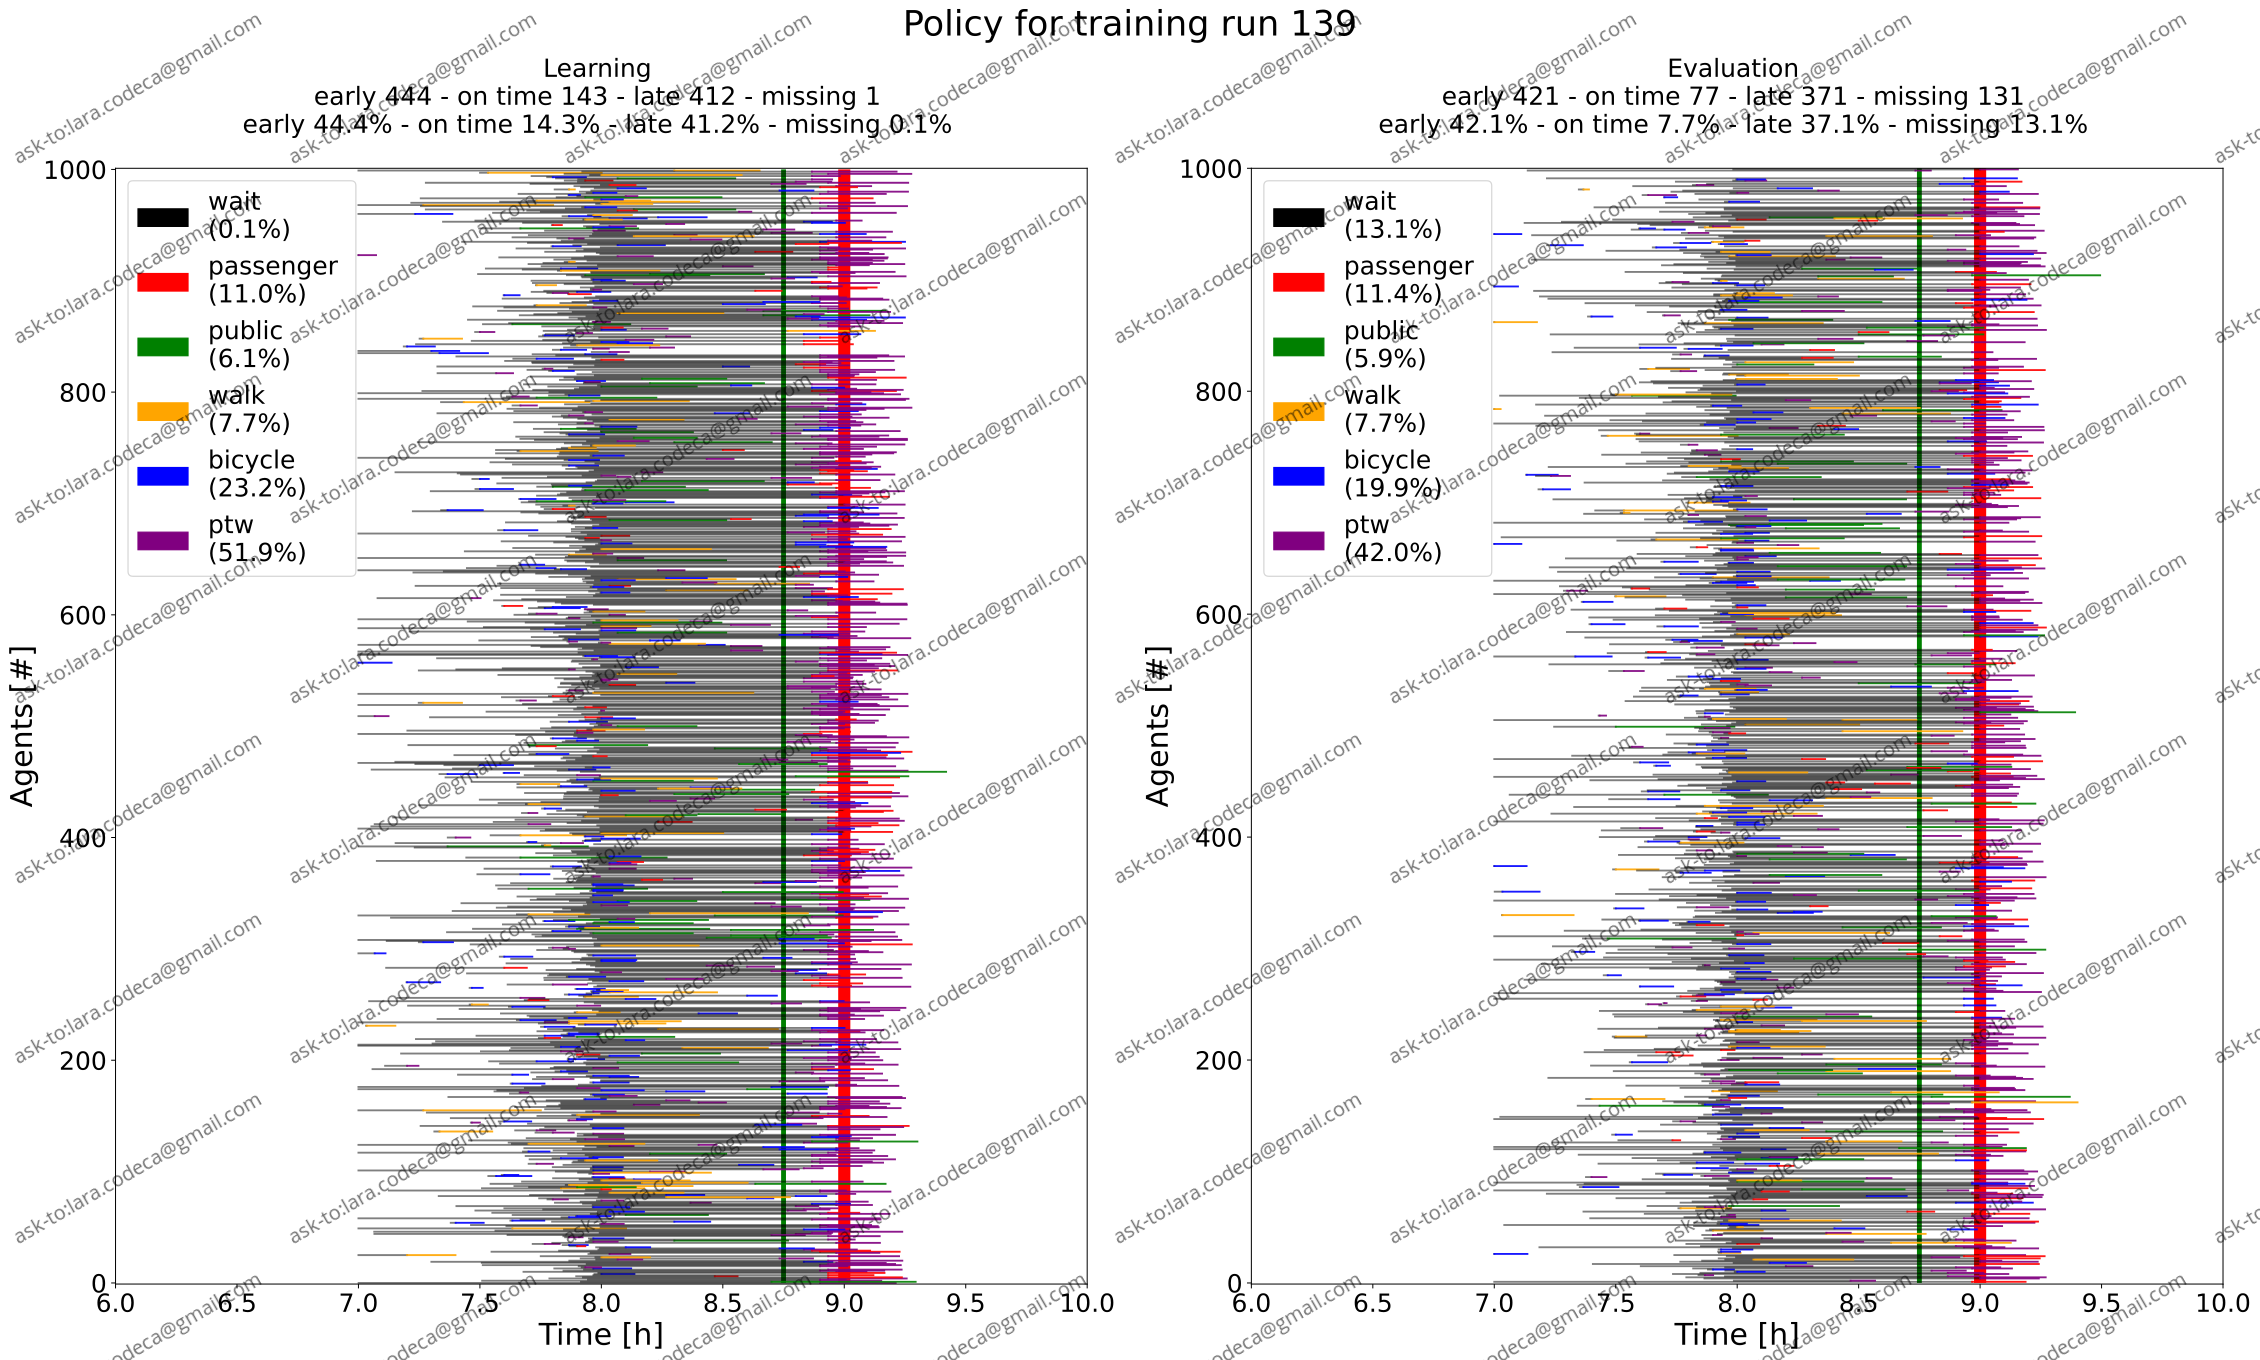 Policy for training run 139
Learning
early 444 - on time 143 - late 412 - missing 1
early 44.4% - on time 14.3% - late 41.2% - missing 0.1%
wait
(0.1%)
passenger
(11.0%)
public
(6.1%)
walk
(7.7%)
bicycle
(23.2%)
ptw
(51.9%)
Agents [#]
1000
800
600
400
200
0
6.0 6.5 7.0 7.5 8.0 8.5 9.0 9.5 10.0
Time [h]
Evaluation
early 421 - on time 77 - late 371 - missing 131
early 42.1% - on time 7.7% - late 37.1% - missing 13.1%
wait
(13.1%)
passenger
(11.4%)
public
(5.9%)
walk
(7.7%)
bicycle
(19.9%)
ptw
(42.0%)
Agents [#]
1000
800
600
400
200
0
6.0 6.5 7.0 7.5 8.0 8.5 9.0 9.5 10.0
Time [h]
ask-to:lara.codeca@gmail.com